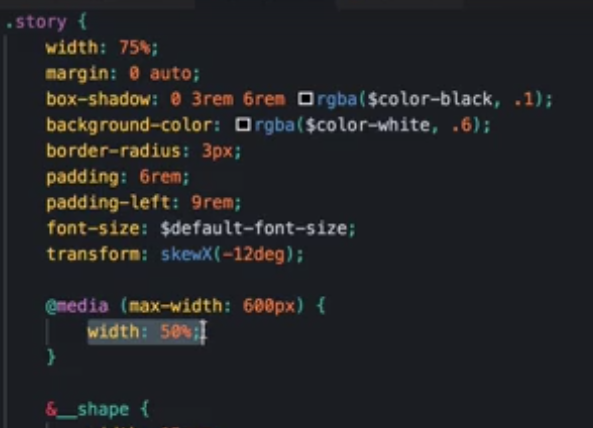 .story {
width: 75%;
margin: 0 auto;
box-shadow: 0 3rem 6rem rgba($color-black, .1);
background-color: rgba($color-white, .6);
border-radius: 3px;
padding: 6rem;
padding-left: 9rem;
font-size: $default-font-size;
transform: skewX(-12deg);
@media (max-width: 600px) {
width: 50%;
}
&__shape {